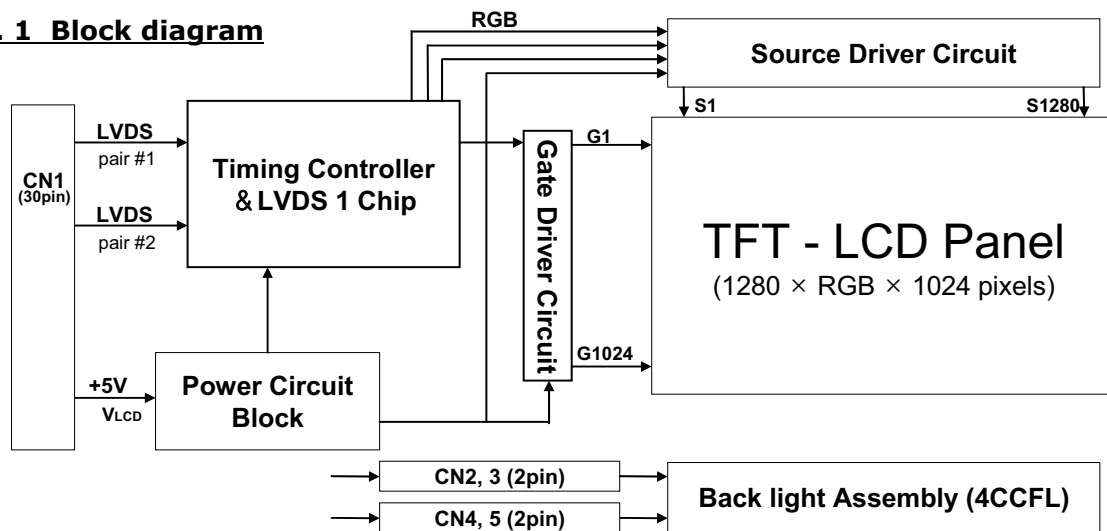 . 1 Block diagram
RGB
Source Driver Circuit
S1
S1280
CN1
(30pin)
LVDS
pair #1
LVDS
pair #2
Timing Controller
& LVDS 1 Chip
Gate Driver Circuit
G1
G1024
TFT - LCD Panel
(1280 × RGB × 1024 pixels)
+5V
VLCD
Power Circuit
Block
CN2, 3 (2pin)
CN4, 5 (2pin)
Back light Assembly (4CCFL)